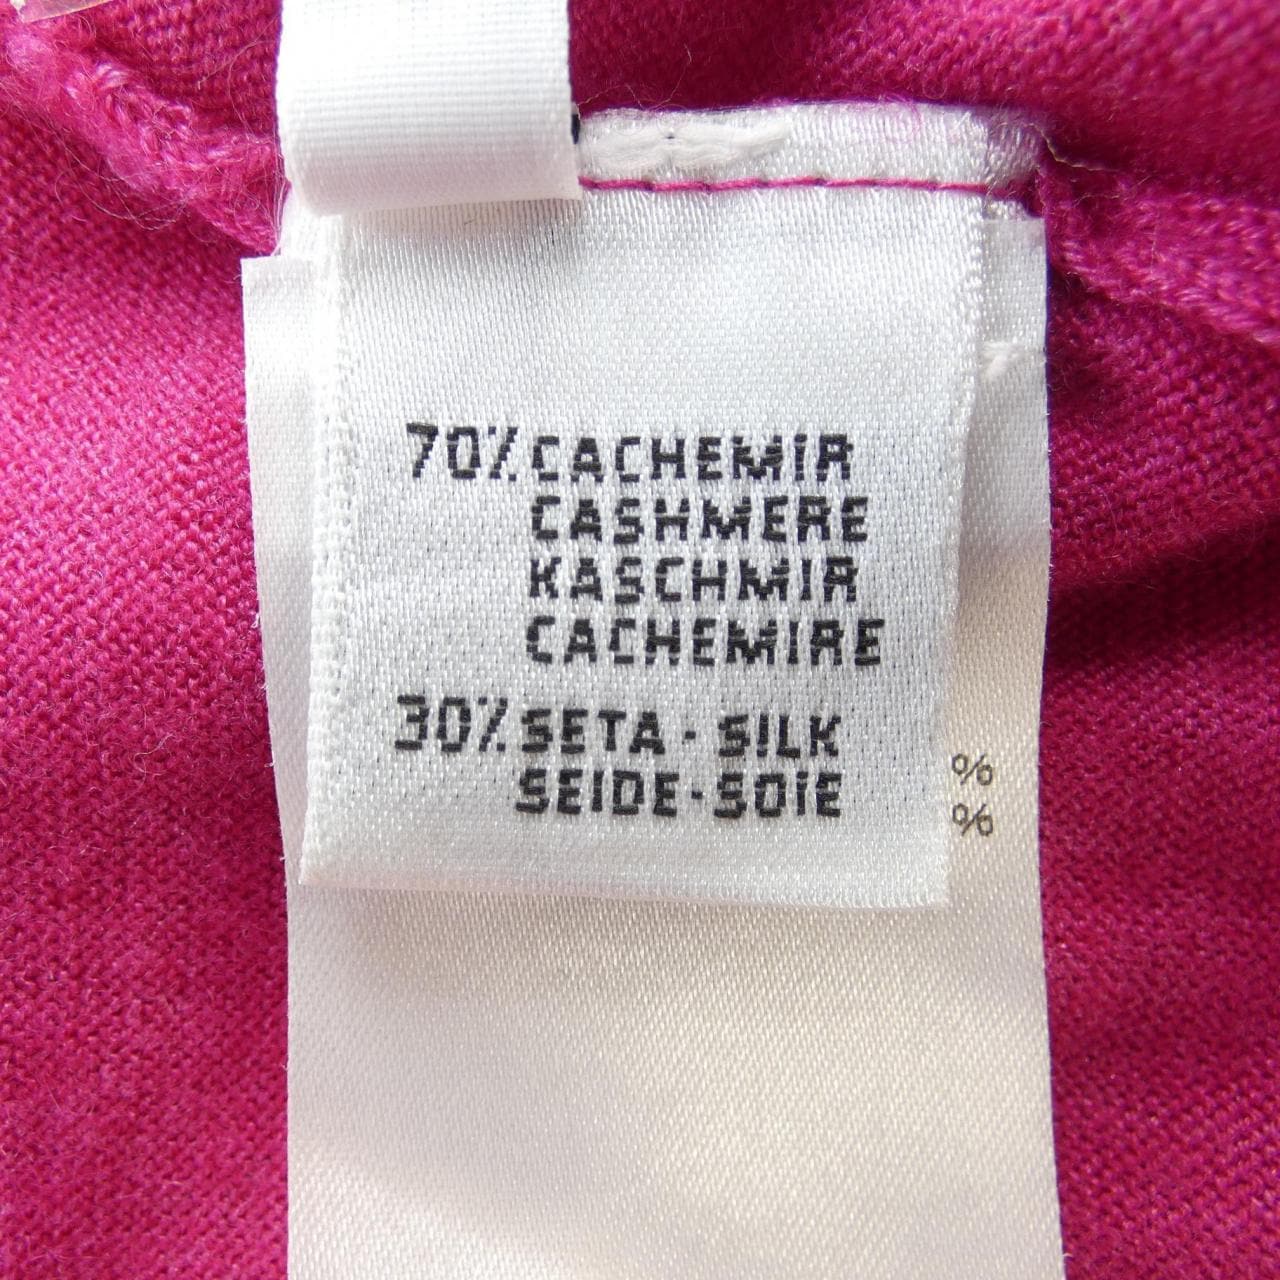 70% CACHEMIR
CASHMERE
KASCHMIR
CACHEMIRE
30% SETA · SILK
SEIDE - SOIE
%
%